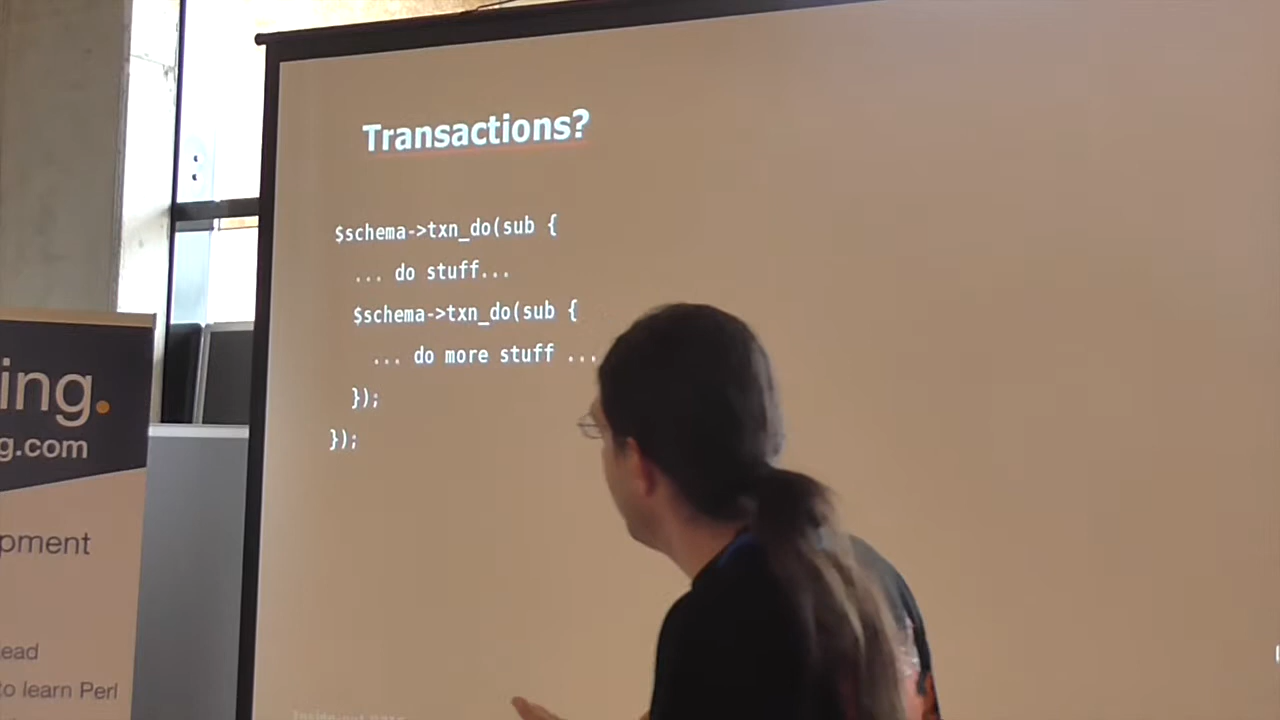 Transactions?
$schema->txn_do(sub {
... do stuff...
$schema->txn_do(sub {
... do more stuff ...
});
});
ing.
g.com
pment
ead
to learn Perl